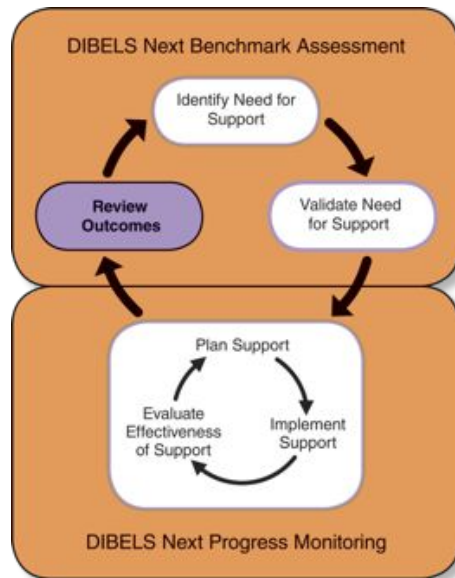 DIBELS Next Benchmark Assessment
Identify Need for
Support
Review
Outcomes
Validate Need
for Support
Plan Support
Implement
Support
Evaluate
Effectiveness
of Support
DIBELS Next Progress Monitoring